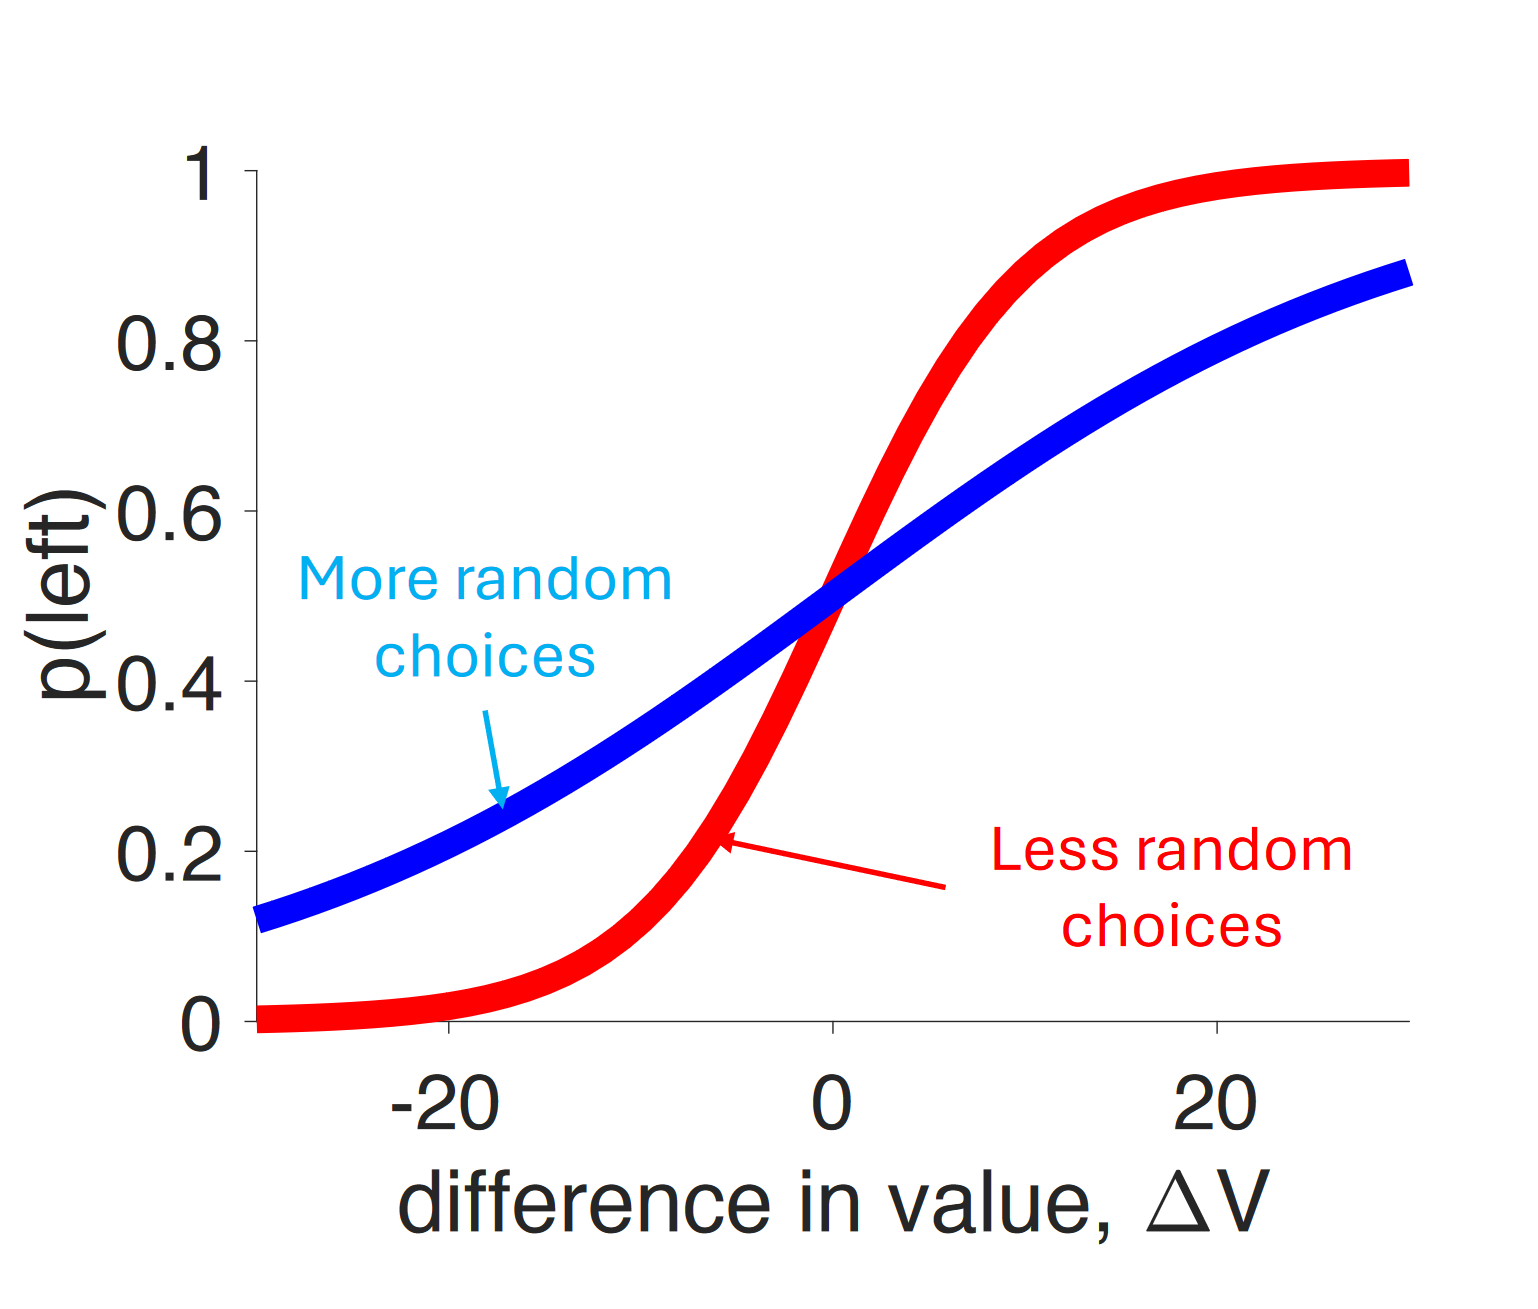 1
0.8
0.6
0.4
0.2
0
p(left)
More random
choices
Less random
choices
-20
0
20
difference in value, ΔV